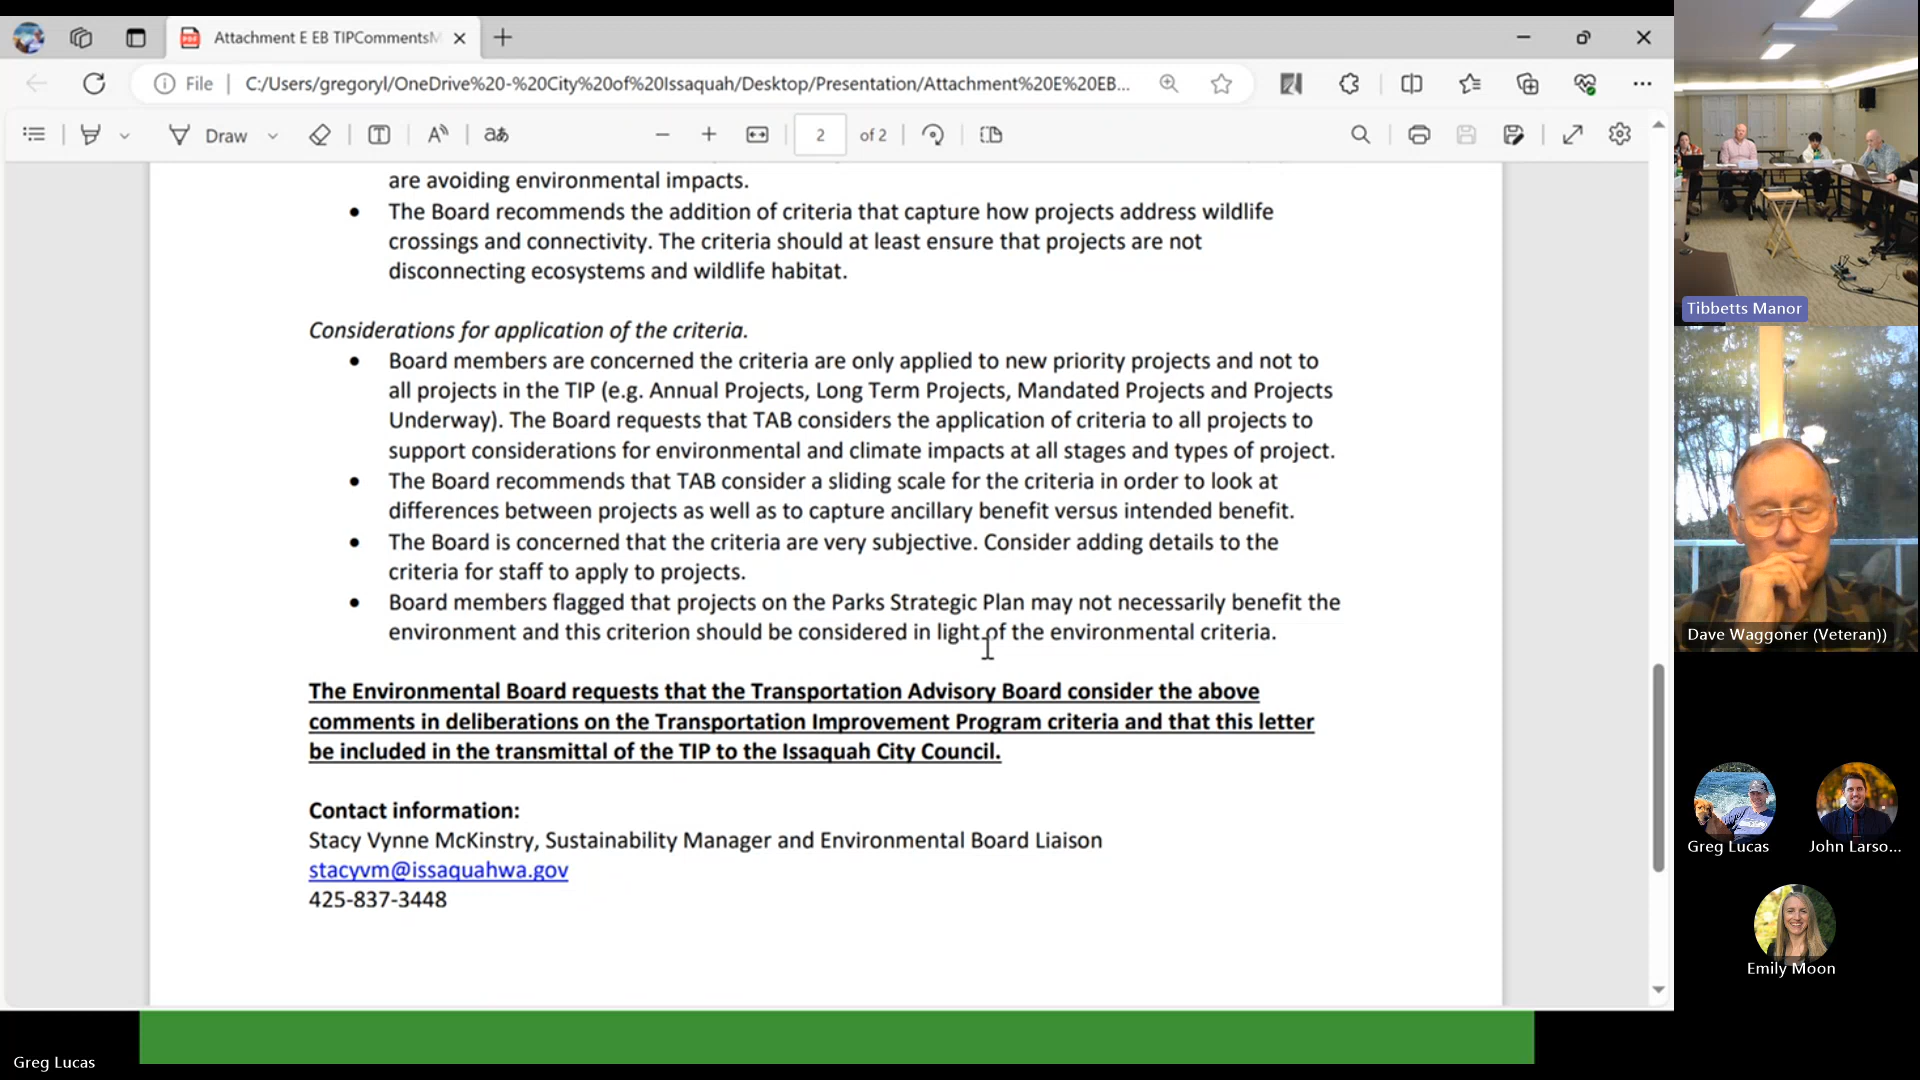 Attachment E EB TIPCommentsM
File
C:/Users/gregoryl/OneDrive%20-%20City%20of%20Issaquah/Desktop/Presentation/Attachment%20E%20EB...
Draw
2
of 2
are avoiding environmental impacts.
• The Board recommends the addition of criteria that capture how projects address wildlife
crossings and connectivity. The criteria should at least ensure that projects are not
disconnecting ecosystems and wildlife habitat.
Considerations for application of the criteria.
• Board members are concerned the criteria are only applied to new priority projects and not to
all projects in the TIP (e.g. Annual Projects, Long Term Projects, Mandated Projects and Projects
Underway). The Board requests that TAB considers the application of criteria to all projects to
support considerations for environmental and climate impacts at all stages and types of project.
• The Board recommends that TAB consider a sliding scale for the criteria in order to look at
differences between projects as well as to capture ancillary benefit versus intended benefit.
• The Board is concerned that the criteria are very subjective. Consider adding details to the
criteria for staff to apply to projects.
• Board members flagged that projects on the Parks Strategic Plan may not necessarily benefit the
environment and this criterion should be considered in light of the environmental criteria.
The Environmental Board requests that the Transportation Advisory Board consider the above
comments in deliberations on the Transportation Improvement Program criteria and that this letter
be included in the transmittal of the TIP to the Issaquah City Council.
Contact information:
Stacy Vynne McKinstry, Sustainability Manager and Environmental Board Liaison
stacyvm@issaquahwa.gov
425-837-3448
Tibbetts Manor
Dave Waggoner (Veteran))
Greg Lucas
John Larso...
Emily Moon
Greg Lucas